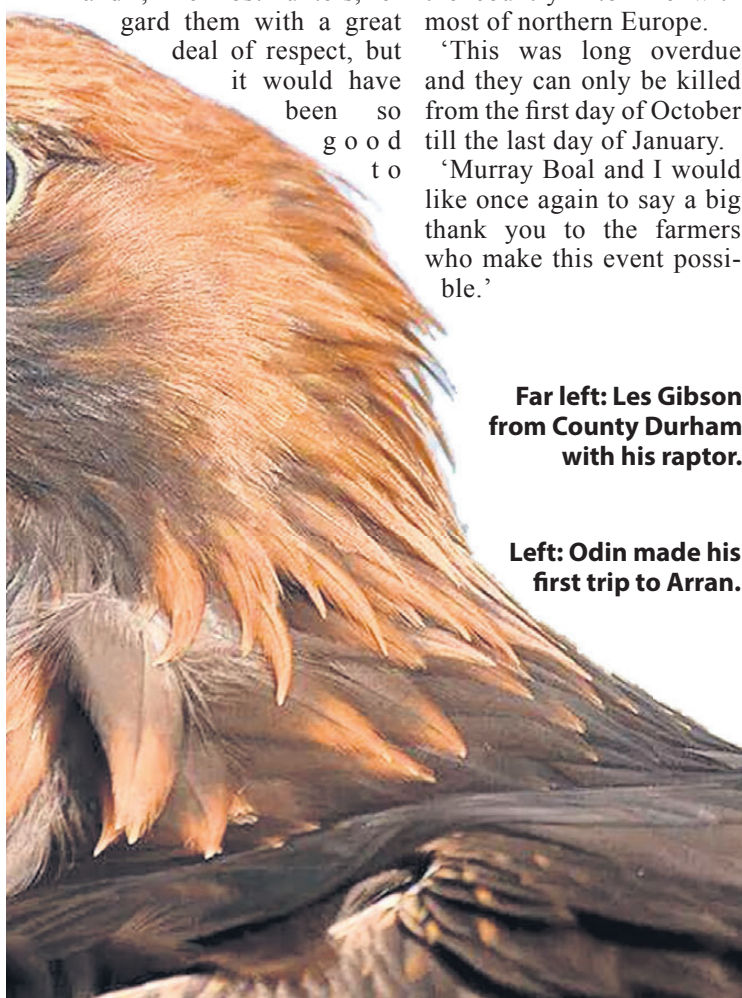 gard them with a great
deal of respect, but
it would have
been so
good
to
most of northern Europe.
‘This was long overdue
and they can only be killed
from the first day of October
till the last day of January.
‘Murray Boal and I would
like once again to say a big
thank you to the farmers
who make this event possi-
ble.’
Far left: Les Gibson
from County Durham
with his raptor.
Left: Odin made his
first trip to Arran.